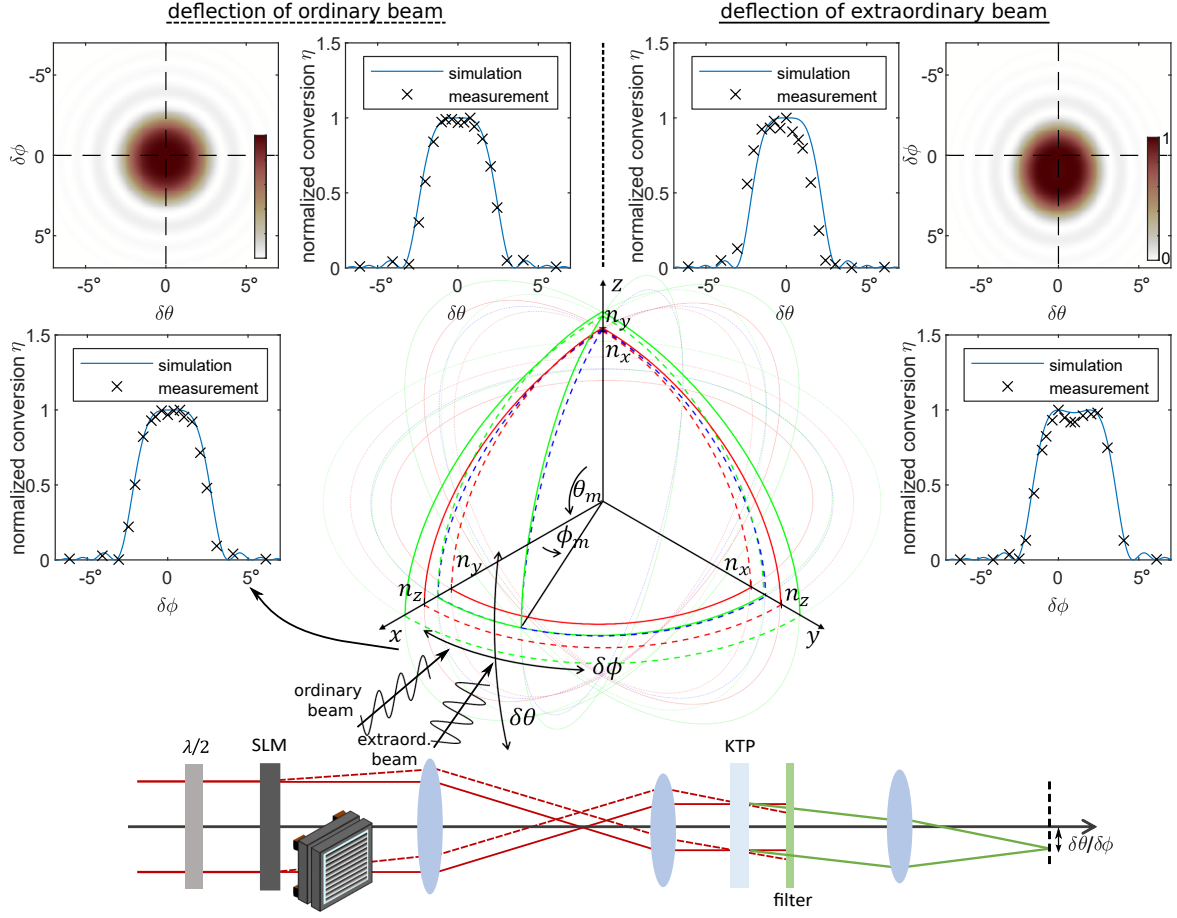 deflection of ordinary beam
deflection of extraordinary beam
-5°
0
5°
δϕ
-5°
0
5°
δθ
normalized conversion η
1.5
1
0.5
0
simulation
measurement
-5°
0
5°
δθ
normalized conversion η
1.5
1
0.5
0
simulation
measurement
-5°
0
5°
δθ
-5°
0
5°
δϕ
1
0
-5°
0
5°
δθ
normalized conversion η
1.5
1
0.5
0
simulation
measurement
-5°
0
5°
δϕ
z
n_y
n_x
θ_m
ϕ_m
n_y
n_z
x
n_x
n_z
y
δϕ
δθ
ordinary
beam
extraord.
beam
normalized conversion η
1.5
1
0.5
0
simulation
measurement
-5°
0
5°
δϕ
λ/2
SLM
KTP
filter
δθ/δϕ